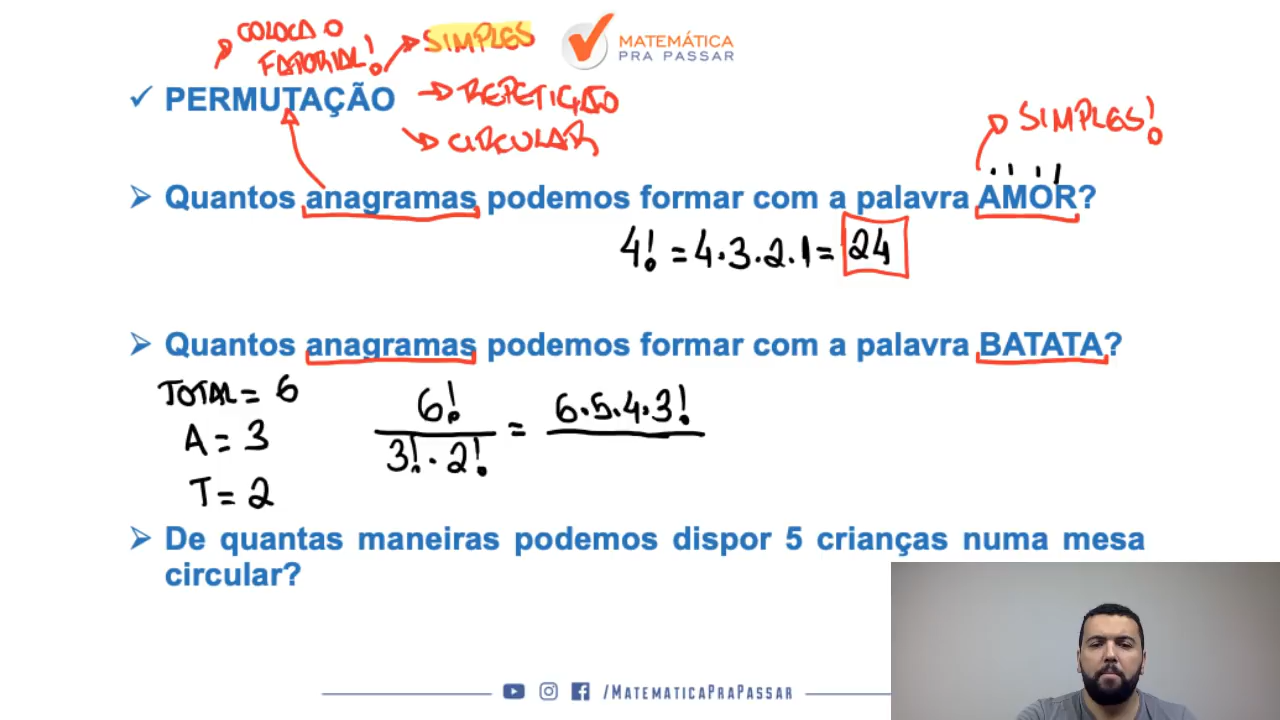 COLOCA O
FATORIAL!
→ SIMPLES
MATEMÁTICA
PRA PASSAR
✓ PERMUTAÇÃO
→ REPETIÇÃO
→ CIRCULAR
→ SIMPLES!
➢ Quantos anagramas podemos formar com a palavra AMOR?
4! = 4·3·2·1 = 24
➢ Quantos anagramas podemos formar com a palavra BATATA?
TOTAL = 6
A = 3
T = 2
6!
3! · 2!
=
6·5·4·3!
➢ De quantas maneiras podemos dispor 5 crianças numa mesa
circular?
/MATEMATICAPRAPASSAR